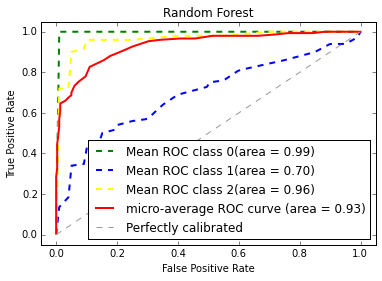 Random Forest
True Positive Rate
1.0
0.8
0.6
0.4
0.2
0.0
Mean ROC class 0(area = 0.99)
Mean ROC class 1(area = 0.70)
Mean ROC class 2(area = 0.96)
micro-average ROC curve (area = 0.93)
Perfectly calibrated
0.0 0.2 0.4 0.6 0.8 1.0
False Positive Rate